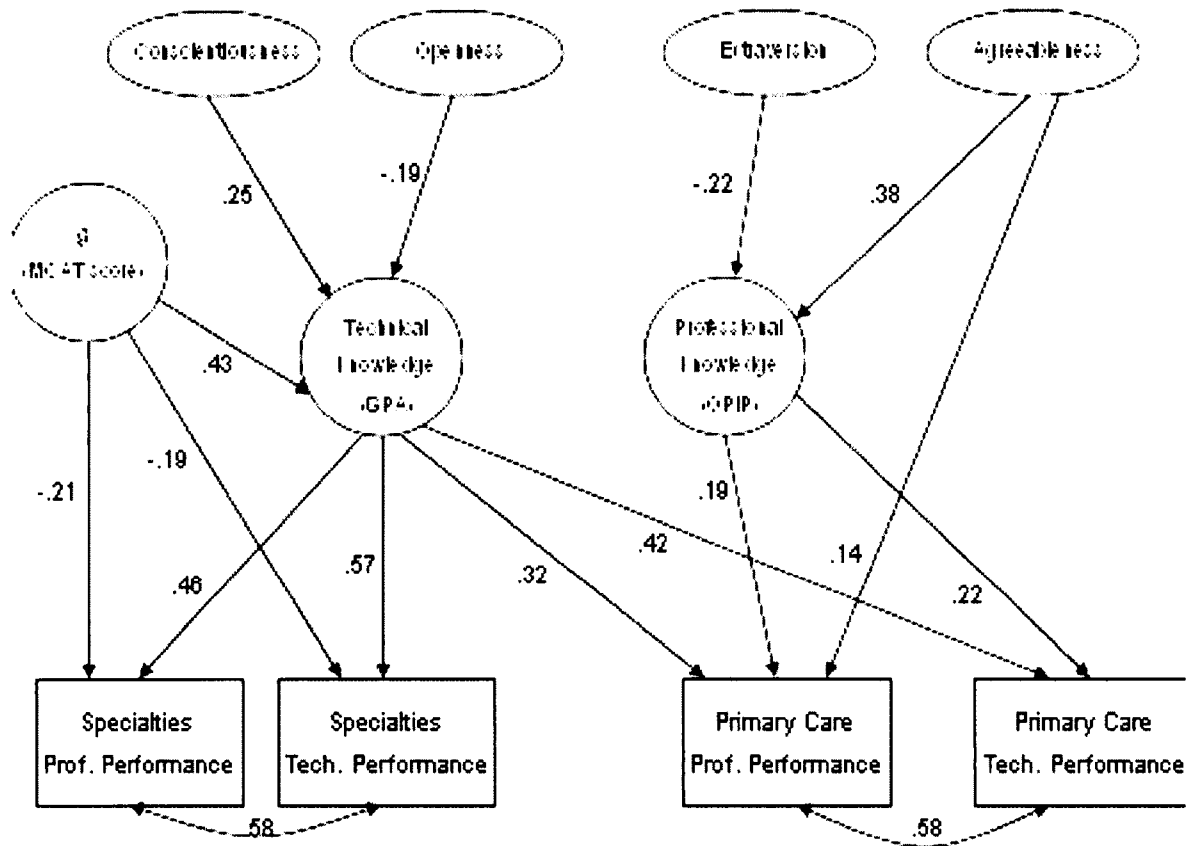 Conscientiousness
Openness
Extraversion
Agreeableness
.25
-.19
-.22
.38
g
(MCAT score)
Technical
Knowledge
(GPA)
Professional
Knowledge
.43
-.21
-.19
.46
.57
.32
.42
.19
.14
.22
Specialties
Prof. Performance
Specialties
Tech. Performance
Primary Care
Prof. Performance
Primary Care
Tech. Performance
.58
.58